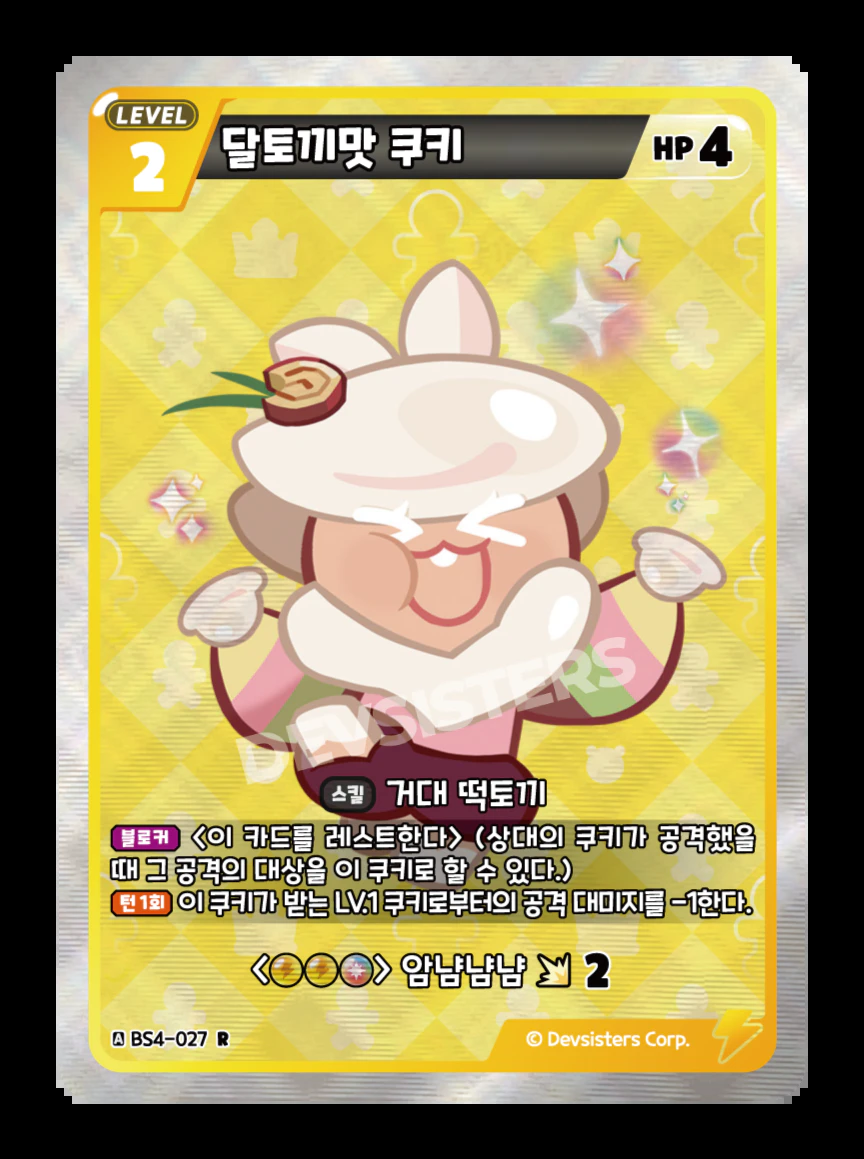 LEVEL
2
달토끼맛 쿠키
HP 4
DEVSISTERS
스킬 거대 떡토끼
블로커 <이 카드를 레스트한다> (상대의 쿠키가 공격했을
때 그 공격의 대상을 이 쿠키로 할 수 있다.)
턴 1회 이 쿠키가 받는 LV.1 쿠키로부터의 공격 대미지를 -1한다.
< > 암냠냠냠 2
A BS4-027 R
© Devsisters Corp.